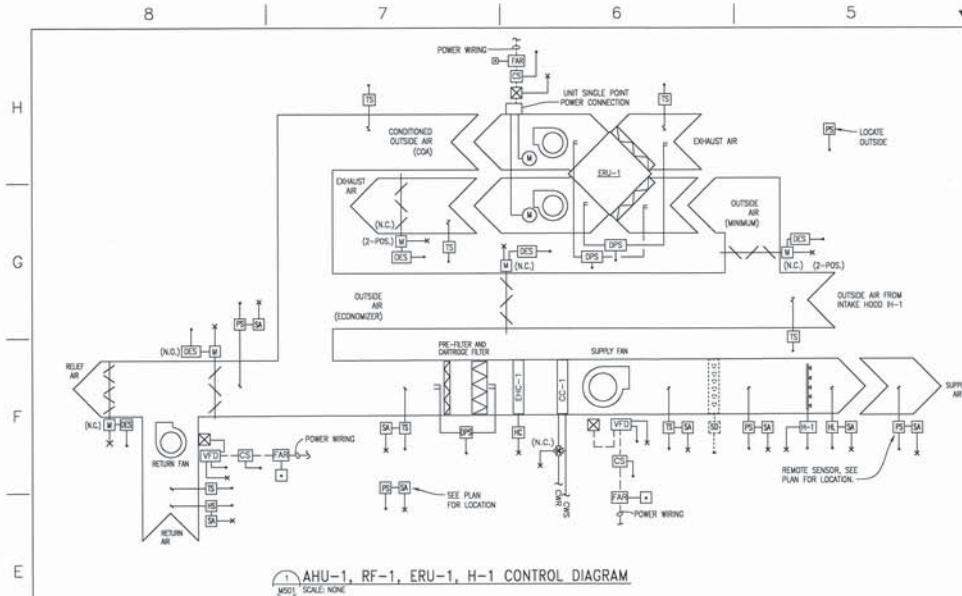 8 7 6 5
H
G
F
E
POWER WIRING
FAR
CS
UNIT SINGLE POINT
POWER CONNECTION
TS
TS
PS
LOCATE
OUTSIDE
CONDITIONED
OUTSIDE AIR
(COA)
M
ERU-1
EXHAUST AIR
EXHAUST
AIR
M
OUTSIDE
AIR
(MINIMUM)
(N.C.)
(2-POS.)
M
DES
TS
DES
M
(N.C.)
DPS
DPS
DES
M
(N.C.) (2-POS.)
OUTSIDE
AIR
(ECONOMIZER)
OUTSIDE AIR FROM
INTAKE HOOD IH-1
TS
PS SA
(N.O.) DES M
RELIEF
AIR
PRE-FILTER AND
CARTRIDGE FILTER
EHC-1
CC-1
SUPPLY FAN
SUPPLY
AIR
(N.C.) M DES
RETURN FAN
VFD CS FAR
POWER WIRING
SA TS
DPS
HC
(N.C.)
VFD
TS SA
SD
PS SA
H-1
HL SA
PS SA
REMOTE SENSOR, SEE
PLAN FOR LOCATION.
CS
TS
HS
SA
RETURN
AIR
PS SA
SEE PLAN
FOR LOCATION
CWR
CWS
FAR
POWER WIRING
1
M501
AHU-1, RF-1, ERU-1, H-1 CONTROL DIAGRAM
SCALE: NONE